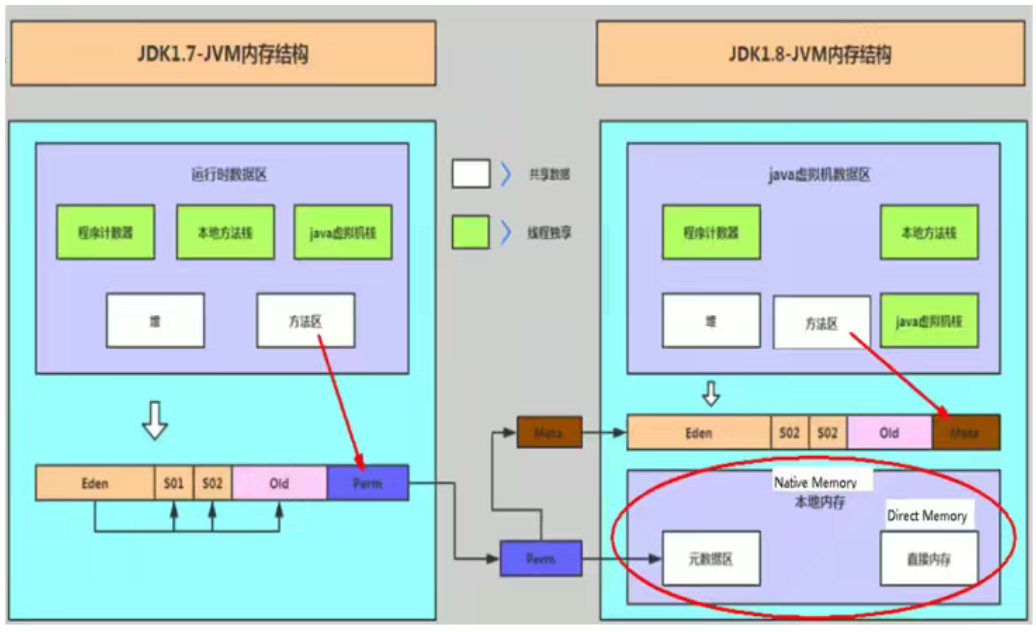 JDK1.7-JVM内存结构
JDK1.8-JVM内存结构
运行时数据区
程序计数器
本地方法栈
java虚拟机栈
堆
方法区
Eden
S01
S02
Old
Perm
共享数据
线程独享
Meta
Perm
java虚拟机数据区
程序计数器
本地方法栈
堆
方法区
java虚拟机栈
Eden
S02
S02
Old
Meta
Native Memory
本地内存
Direct Memory
元数据区
直接内存